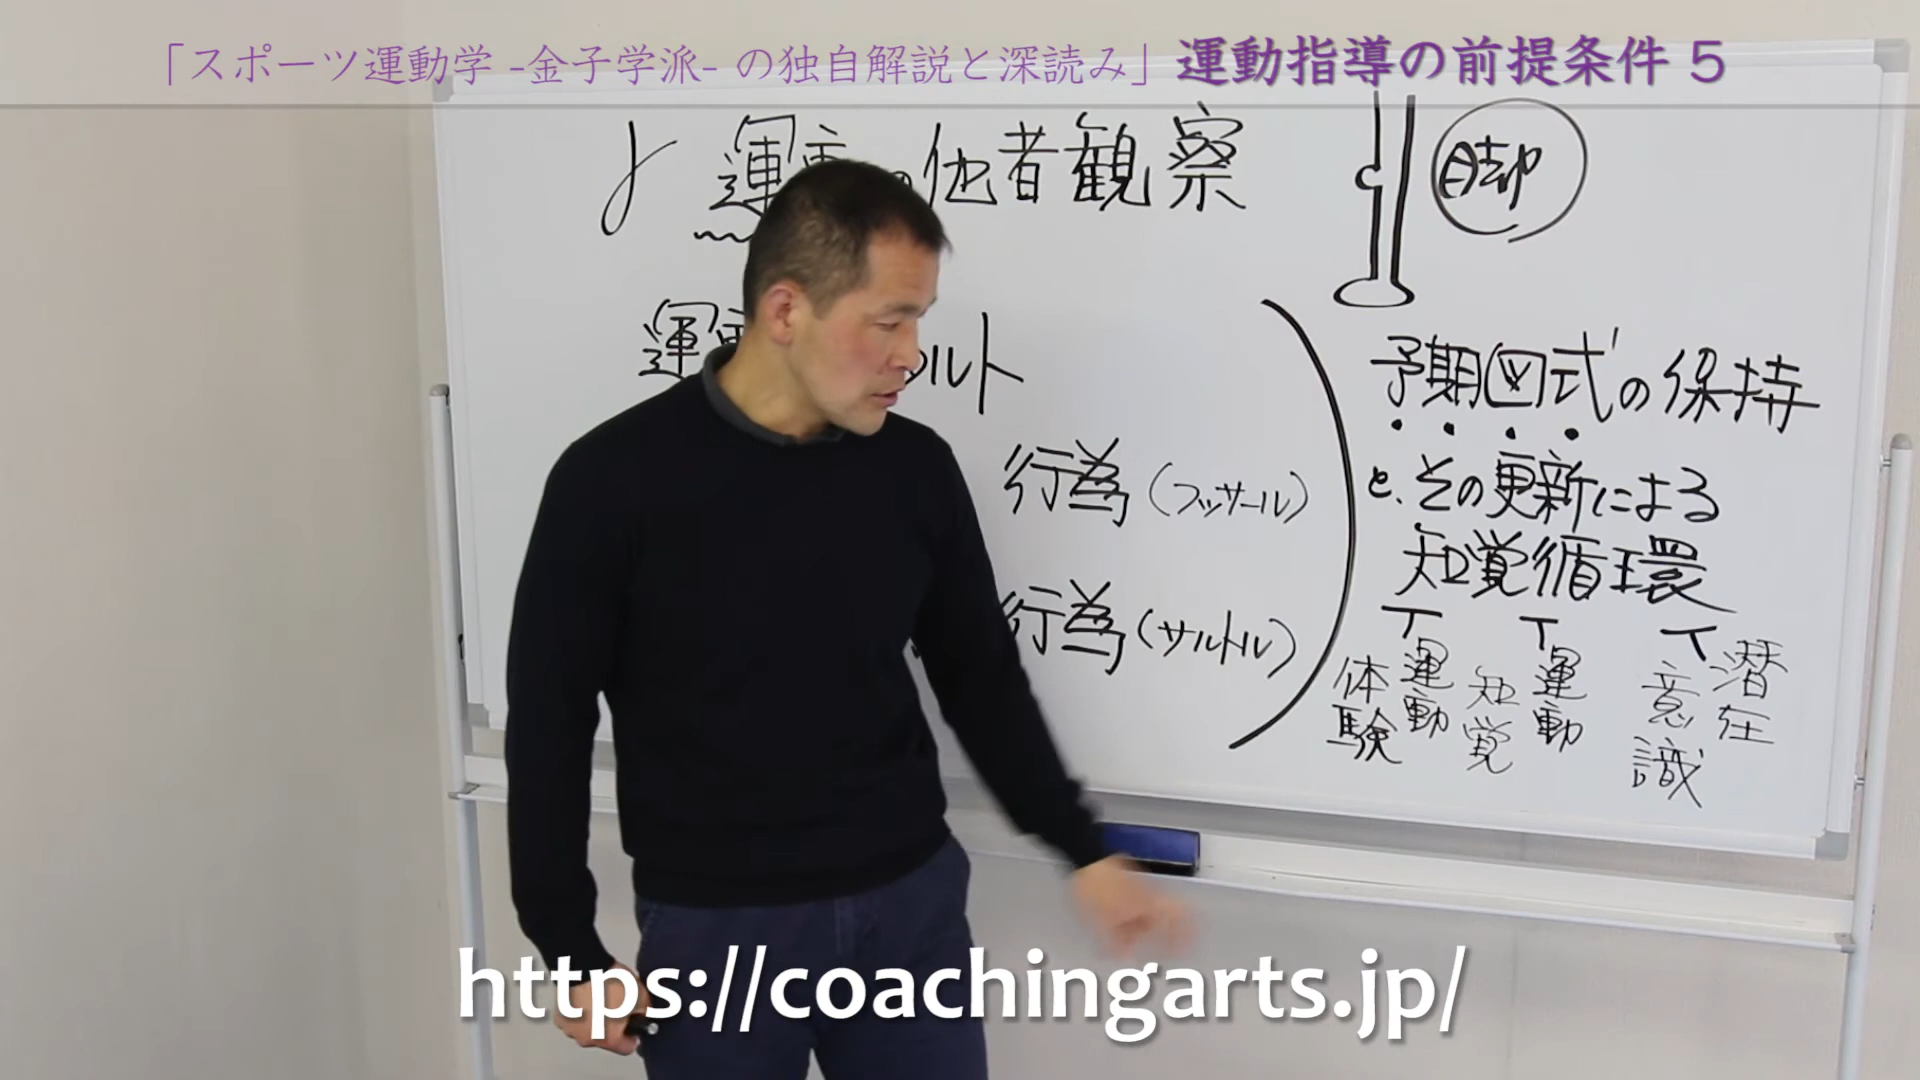 「スポーツ運動学 -金子学派- の独自解説と深読み」運動指導の前提条件 5
運 の他者観察
脚
運 ルト
行為(フッサール)
行為(サルトル)
予期図式の保持
と、その更新による
知覚循環
体験
運動
知覚
運動
意識
潜在
https://coachingarts.jp/